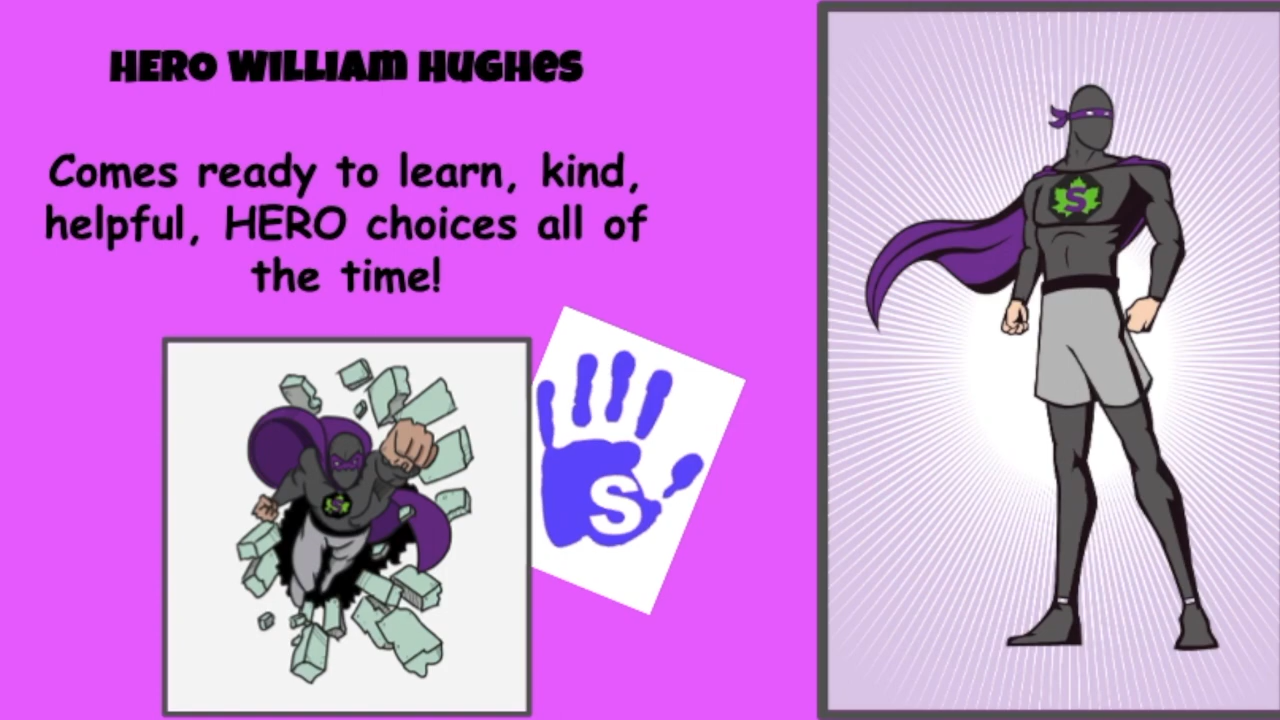 HERO WILLIAM HUGHES
Comes ready to learn, kind,
helpful, HERO choices all of
the time!
S
S
S